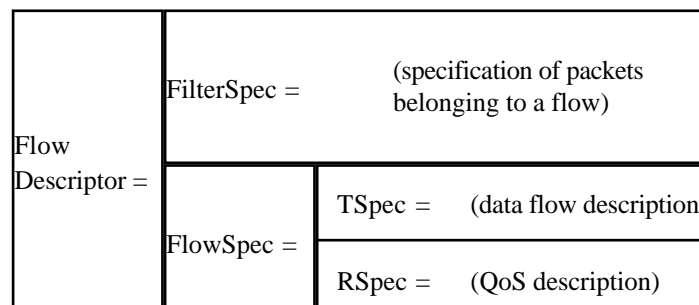 FilterSpec =
(specification of packets
belonging to a flow)
Flow
Descriptor =
FlowSpec =
TSpec =
(data flow description
RSpec =
(QoS description)